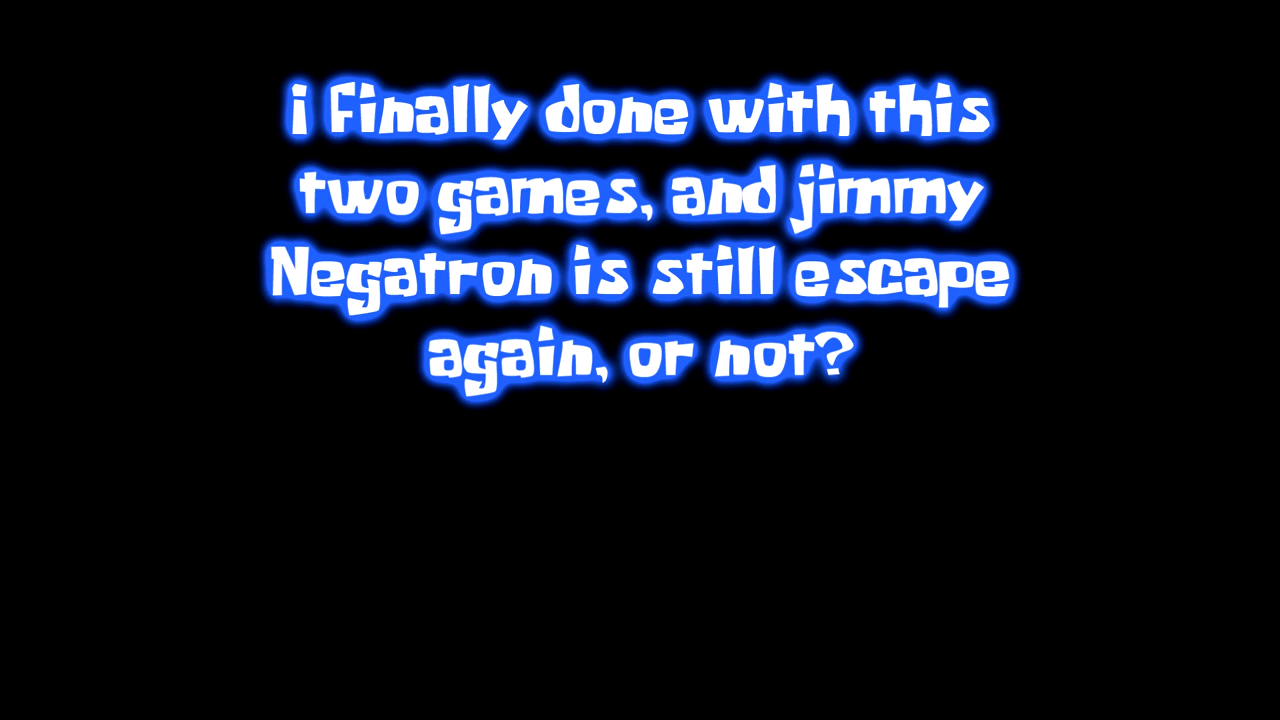 i Finally done with this
two games, and jimmy
Negatron is still escape
again, or not?